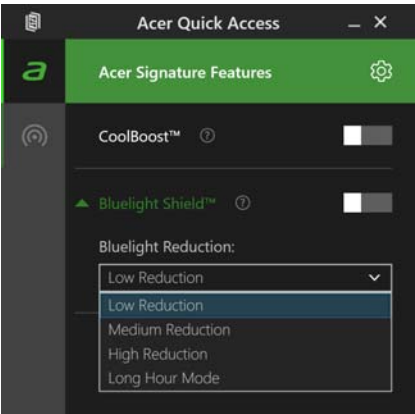 Acer Quick Access
Acer Signature Features
CoolBoost™ ?
Bluelight Shield™ ?
Bluelight Reduction:
Low Reduction
Low Reduction
Medium Reduction
High Reduction
Long Hour Mode